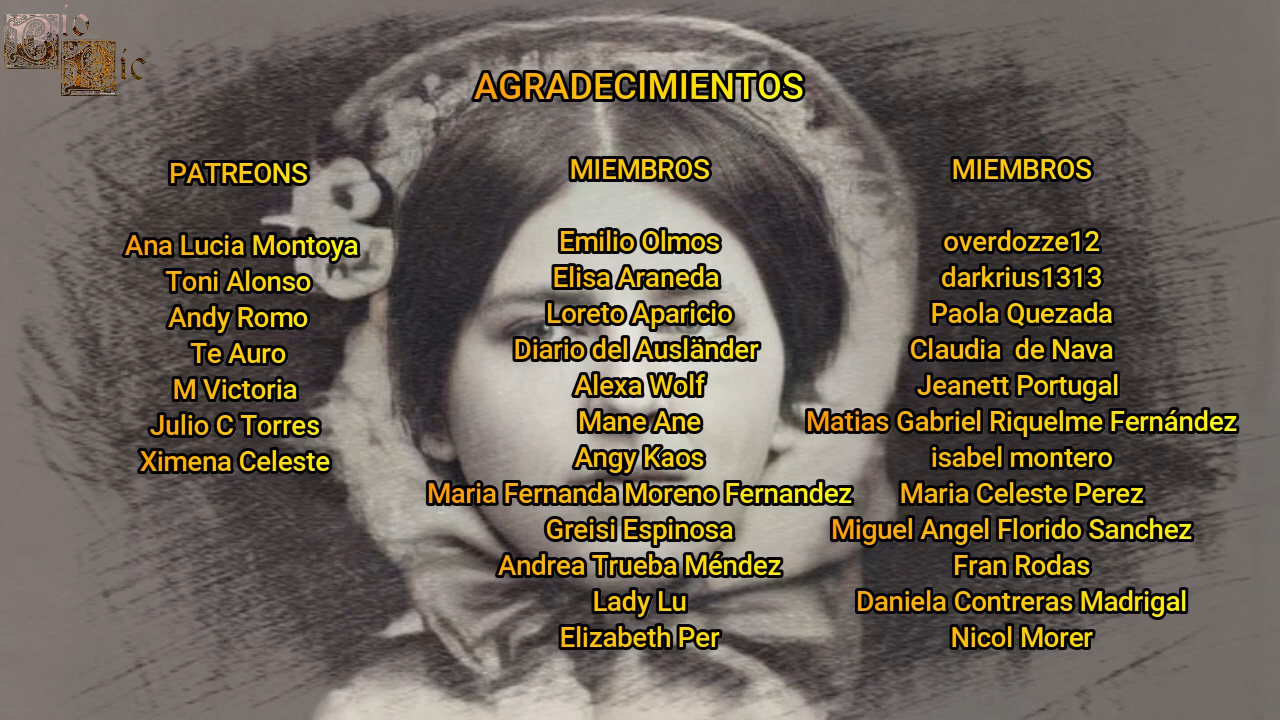 Cio
Die
AGRADECIMIENTOS
PATREONS
Ana Lucia Montoya
Toni Alonso
Andy Romo
Te Auro
M Victoria
Julio C Torres
Ximena Celeste
MIEMBROS
Emilio Olmos
Elisa Araneda
Loreto Aparicio
Diario del Ausländer
Alexa Wolf
Mane Ane
Angy Kaos
Maria Fernanda Moreno Fernandez
Greisi Espinosa
Andrea Trueba Méndez
Lady Lu
Elizabeth Per
MIEMBROS
overdozze12
darkrius1313
Paola Quezada
Claudia  de Nava
Jeanett Portugal
Matias Gabriel Riquelme Fernández
isabel montero
Maria Celeste Perez
Miguel Angel Florido Sanchez
Fran Rodas
Daniela Contreras Madrigal
Nicol Morer